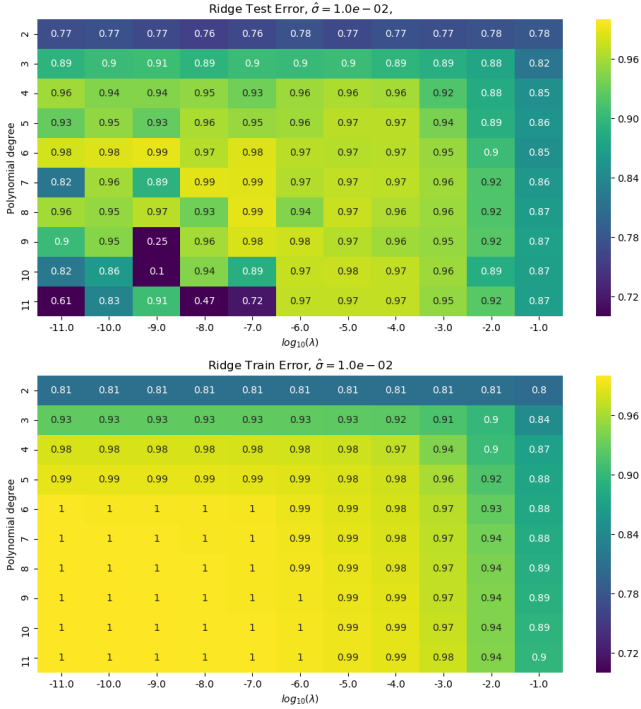 Ridge Test Error, σ̂ = 1.0e − 02,
Polynomial degree
2 0.77 0.77 0.77 0.76 0.76 0.77 0.77 0.77 0.78 0.78 0.78
3 0.89 0.9 0.91 0.89 0.9 0.9 0.9 0.89 0.89 0.88 0.82
4 0.96 0.94 0.94 0.95 0.93 0.96 0.96 0.96 0.92 0.88 0.85
5 0.93 0.95 0.93 0.96 0.95 0.96 0.97 0.97 0.94 0.89 0.86
6 0.98 0.98 0.99 0.97 0.98 0.97 0.97 0.97 0.95 0.9 0.85
7 0.82 0.96 0.89 0.99 0.99 0.97 0.97 0.97 0.96 0.92 0.86
8 0.96 0.95 0.97 0.93 0.99 0.94 0.97 0.97 0.96 0.92 0.87
9 0.9 0.95 0.25 0.96 0.98 0.98 0.97 0.96 0.95 0.92 0.87
10 0.82 0.86 0.1 0.94 0.89 0.97 0.98 0.97 0.96 0.89 0.87
11 0.61 0.83 0.91 0.47 0.72 0.97 0.97 0.97 0.95 0.92 0.87
-11.0 -10.0 -9.0 -8.0 -7.0 -6.0 -5.0 -4.0 -3.0 -2.0 -1.0
log₁₀(λ)
0.96
0.90
0.84
0.78
0.72
Ridge Train Error, σ̂ = 1.0e − 02
Polynomial degree
2 0.81 0.81 0.81 0.81 0.81 0.81 0.81 0.81 0.81 0.81 0.8
3 0.93 0.93 0.93 0.93 0.93 0.93 0.93 0.92 0.91 0.9 0.84
4 0.98 0.98 0.98 0.98 0.98 0.98 0.98 0.97 0.94 0.9 0.87
5 0.99 0.99 0.99 0.99 0.99 0.99 0.98 0.98 0.96 0.92 0.88
6 1 1 1 1 1 0.99 0.99 0.98 0.97 0.93 0.88
7 1 1 1 1 1 0.99 0.99 0.98 0.97 0.94 0.88
8 1 1 1 1 1 0.99 0.99 0.98 0.97 0.94 0.89
9 1 1 1 1 1 1 0.99 0.99 0.97 0.94 0.89
10 1 1 1 1 1 1 0.99 0.99 0.97 0.94 0.89
11 1 1 1 1 1 1 0.99 0.99 0.98 0.94 0.9
-11.0 -10.0 -9.0 -8.0 -7.0 -6.0 -5.0 -4.0 -3.0 -2.0 -1.0
log₁₀(λ)
0.96
0.90
0.84
0.78
0.72